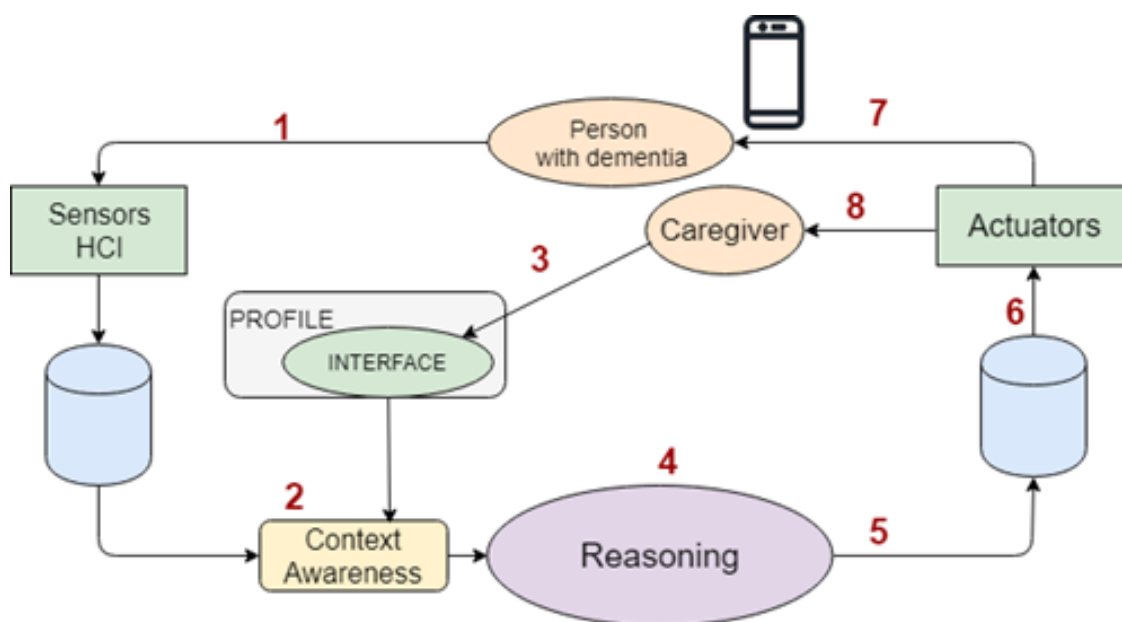 1
7
Person
with dementia
Sensors
HCI
Caregiver
8
Actuators
3
PROFILE
INTERFACE
6
2
4
Context
Awareness
Reasoning
5